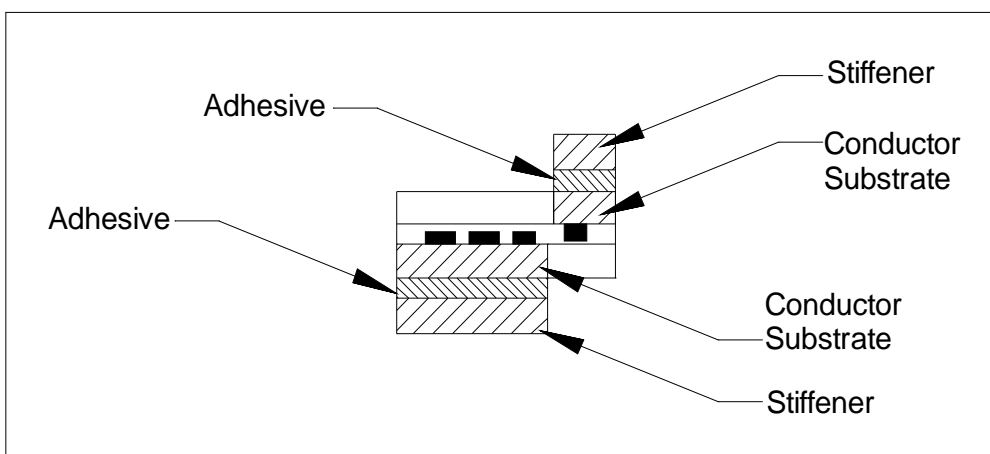 Stiffener
Adhesive
Conductor
Substrate
Adhesive
Conductor
Substrate
Stiffener